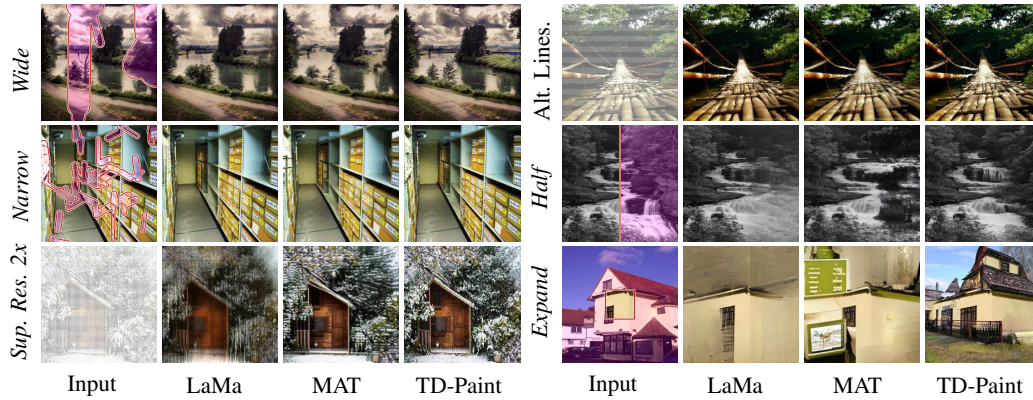 Wide
Narrow
Sup. Res. 2x
Input
LaMa
MAT
TD-Paint
Alt. Lines.
Half
Expand
Input
LaMa
MAT
TD-Paint